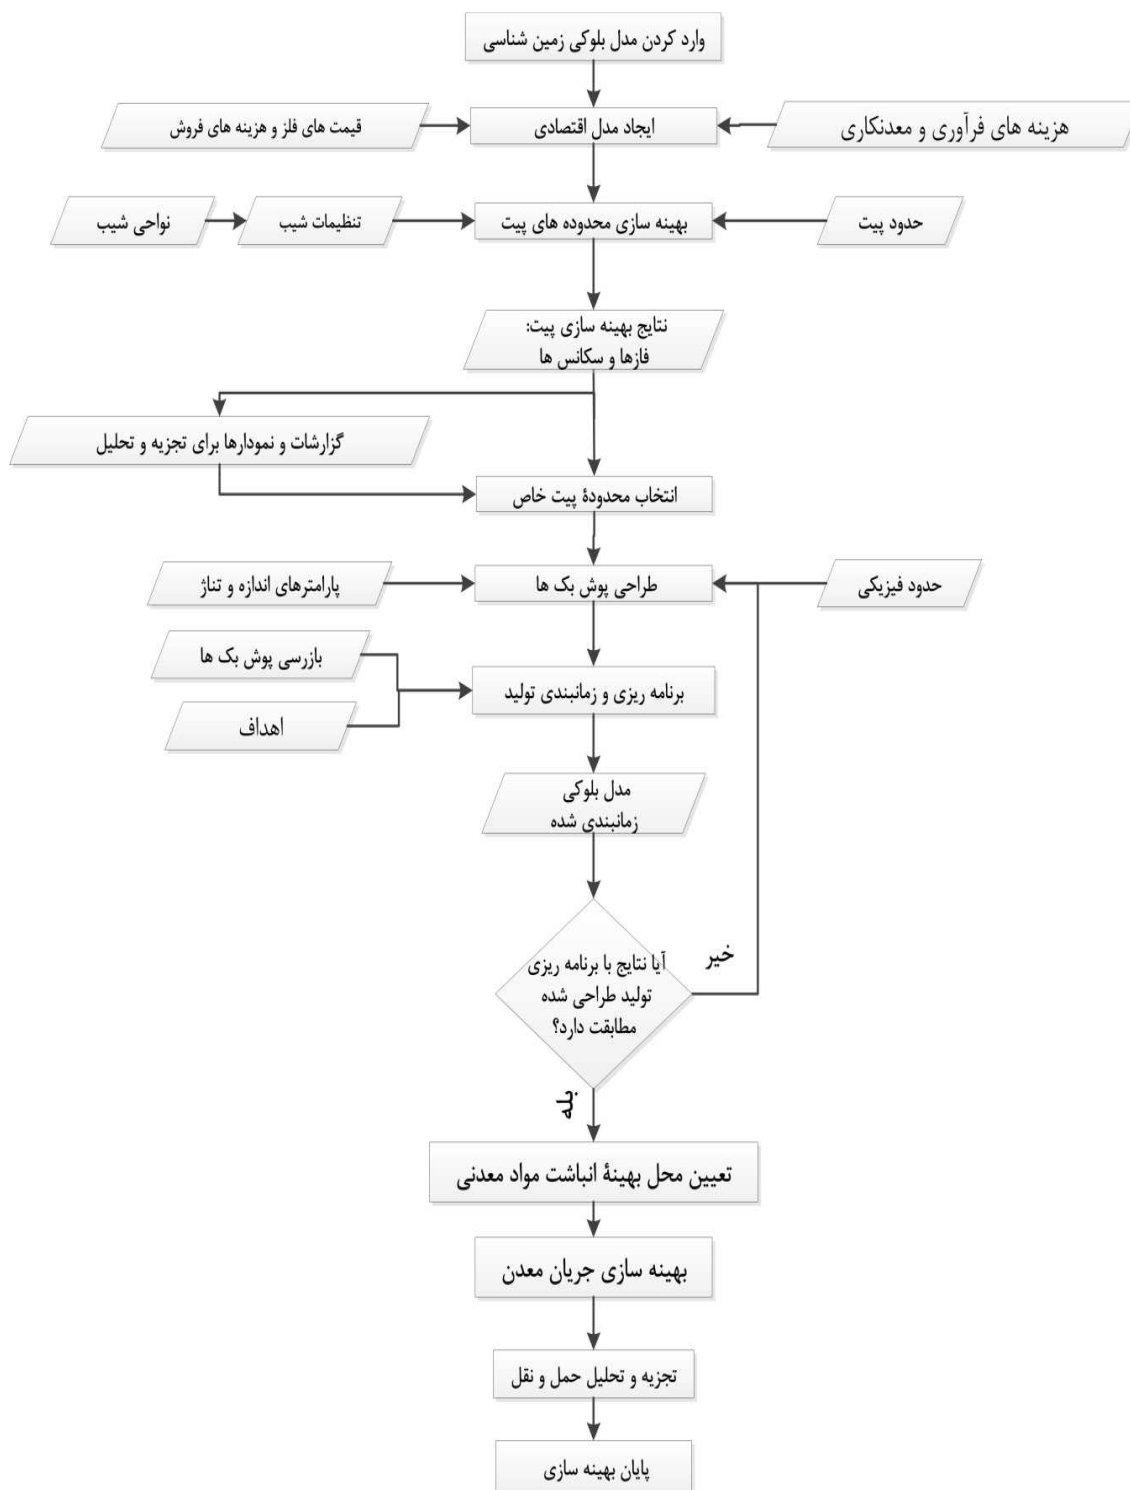 وارد کردن مدل بلوکی زمین شناسی
هزینه های فرآوری و معدنکاری
ایجاد مدل اقتصادی
قیمت های فلز و هزینه های فروش
حدود پیت
بهینه سازی محدوده های پیت
تنظیمات شیب
نواحی شیب
نتایج بهینه سازی پیت:
فازها و سکانس ها
گزارشات و نمودارها برای تجزیه و تحلیل
انتخاب محدودهٔ پیت خاص
حدود فیزیکی
طراحی پوش بک ها
پارامترهای اندازه و تناژ
بازرسی پوش بک ها
برنامه ریزی و زمانبندی تولید
اهداف
مدل بلوکی
زمانبندی شده
خیر
آیا نتایج با برنامه ریزی
تولید طراحی شده
مطابقت دارد؟
بله
تعیین محل بهینهٔ انباشت مواد معدنی
بهینه سازی جریان معدن
تجزیه و تحلیل حمل و نقل
پایان بهینه سازی